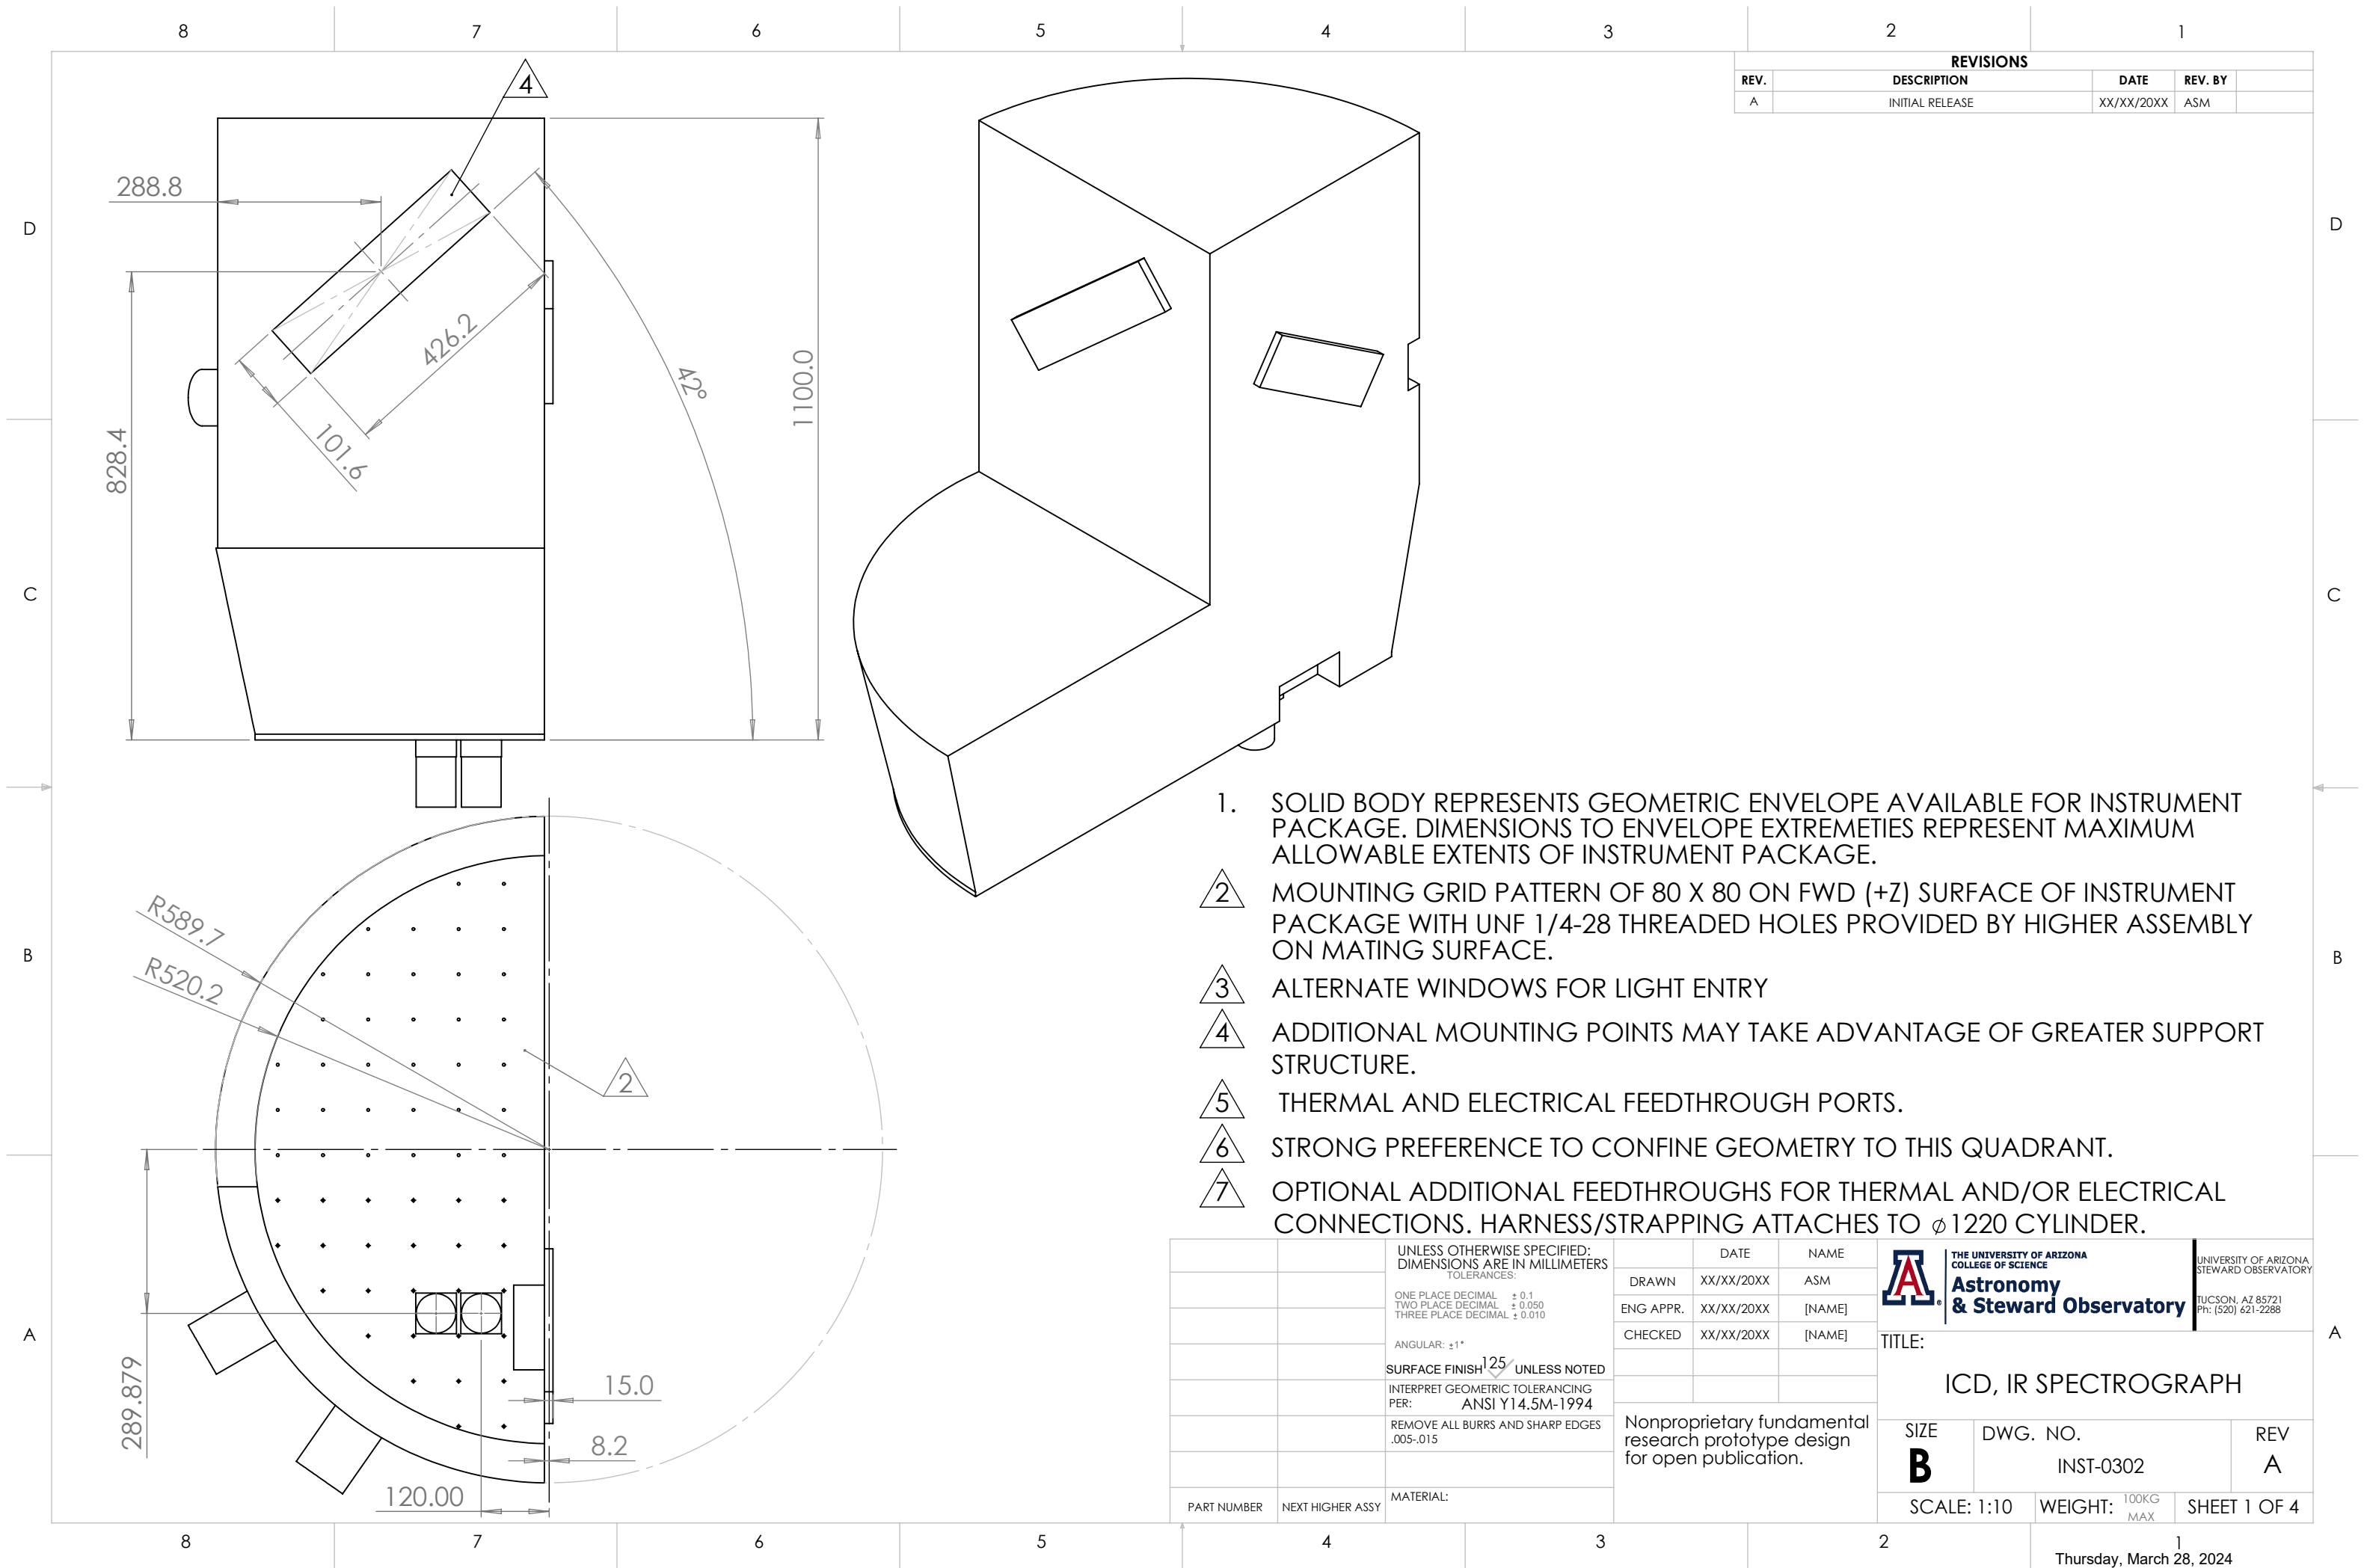 8 7 6 5 4 3 2 1
REVISIONS
REV. DESCRIPTION DATE REV. BY
A INITIAL RELEASE XX/XX/20XX ASM
D D
C C
B B
A A
4
288.8
426.2
101.6
828.4
42°
1100.0
R589.7
R520.2
2
289.879
15.0
8.2
120.00
1. SOLID BODY REPRESENTS GEOMETRIC ENVELOPE AVAILABLE FOR INSTRUMENT
PACKAGE. DIMENSIONS TO ENVELOPE EXTREMETIES REPRESENT MAXIMUM
ALLOWABLE EXTENTS OF INSTRUMENT PACKAGE.
2 MOUNTING GRID PATTERN OF 80 X 80 ON FWD (+Z) SURFACE OF INSTRUMENT
PACKAGE WITH UNF 1/4-28 THREADED HOLES PROVIDED BY HIGHER ASSEMBLY
ON MATING SURFACE.
3 ALTERNATE WINDOWS FOR LIGHT ENTRY
4 ADDITIONAL MOUNTING POINTS MAY TAKE ADVANTAGE OF GREATER SUPPORT
STRUCTURE.
5 THERMAL AND ELECTRICAL FEEDTHROUGH PORTS.
6 STRONG PREFERENCE TO CONFINE GEOMETRY TO THIS QUADRANT.
7 OPTIONAL ADDITIONAL FEEDTHROUGHS FOR THERMAL AND/OR ELECTRICAL
CONNECTIONS. HARNESS/STRAPPING ATTACHES TO ⌀1220 CYLINDER.
PART NUMBER NEXT HIGHER ASSY
UNLESS OTHERWISE SPECIFIED:
DIMENSIONS ARE IN MILLIMETERS
TOLERANCES:
ONE PLACE DECIMAL ± 0.1
TWO PLACE DECIMAL ± 0.050
THREE PLACE DECIMAL ± 0.010
ANGULAR: ±1°
SURFACE FINISH 125 UNLESS NOTED
INTERPRET GEOMETRIC TOLERANCING
PER: ANSI Y14.5M-1994
REMOVE ALL BURRS AND SHARP EDGES
.005-.015
MATERIAL:
DATE NAME
DRAWN XX/XX/20XX ASM
ENG APPR. XX/XX/20XX [NAME]
CHECKED XX/XX/20XX [NAME]
Nonproprietary fundamental
research prototype design
for open publication.
A
THE UNIVERSITY OF ARIZONA
COLLEGE OF SCIENCE
Astronomy
& Steward Observatory
UNIVERSITY OF ARIZONA
STEWARD OBSERVATORY
TUCSON, AZ 85721
Ph: (520) 621-2288
TITLE:
ICD, IR SPECTROGRAPH
SIZE DWG. NO. REV
B INST-0302 A
SCALE: 1:10 WEIGHT: 100KG MAX SHEET 1 OF 4
8 7 6 5 4 3 2 1
Thursday, March 28, 2024